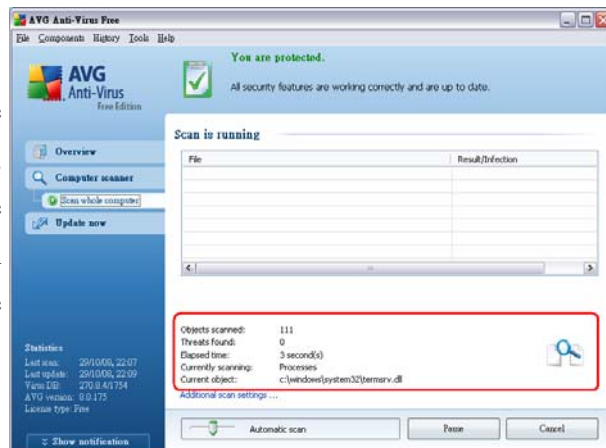 AVG Anti-Virus Free
File Components History Tools Help
AVG
Anti-Virus
Free Edition
You are protected.
All security features are working correctly and are up to date.
Overview
Computer scanner
Scan whole computer
Update now
Scan is running
File Result/Infection
Objects scanned: 111
Threats found: 0
Elapsed time: 3 second(s)
Currently scanning: Processes
Current object: c:\windows\system32\termsrv.dll
Additional scan settings ...
Statistics
Last scan: 29/10/08, 22:07
Last update: 29/10/08, 22:09
Virus DB: 270.8.4/1754
AVG version: 8.0.175
License type: Free
Show notification
Automatic scan
Pause
Cancel